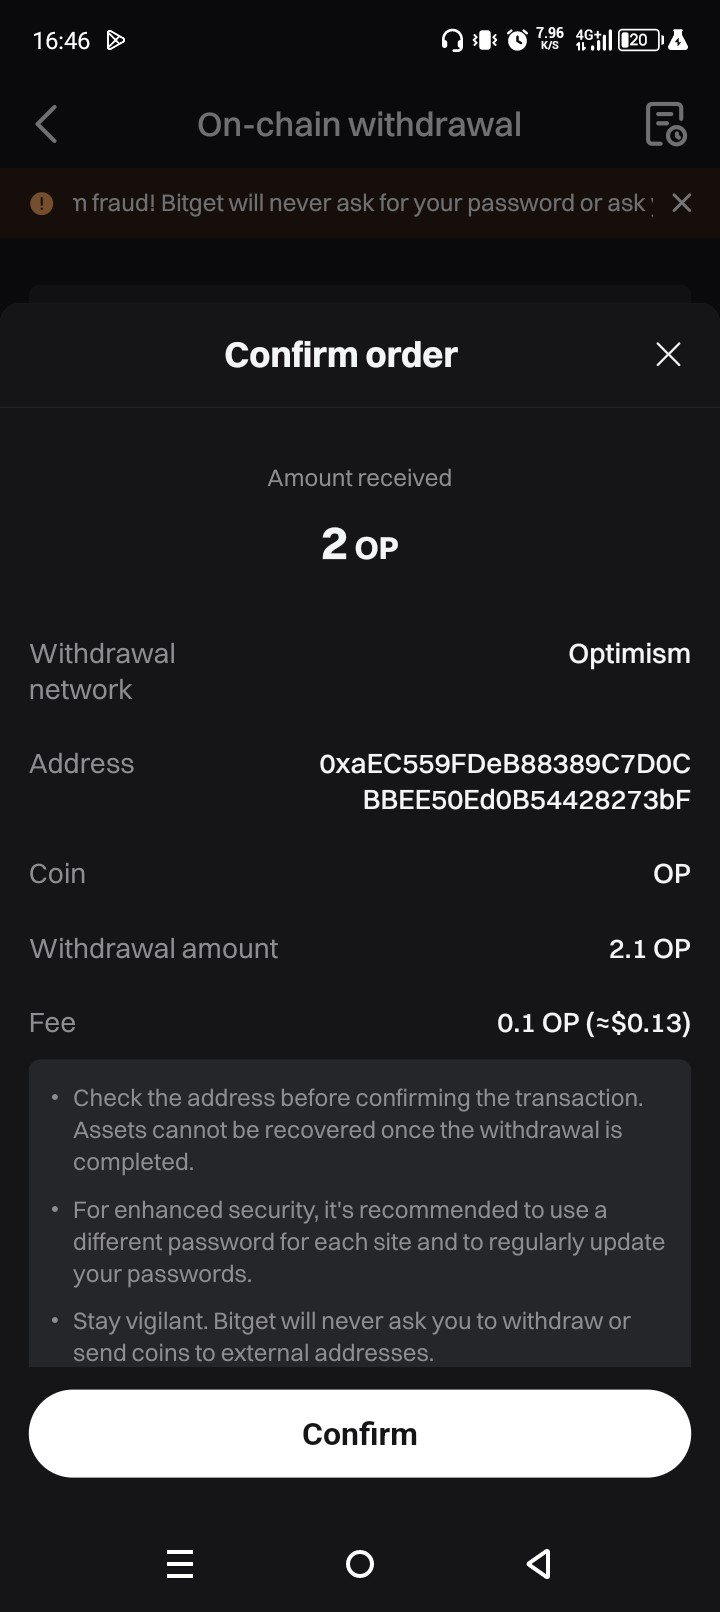 16:46
7.96
K/S
4G+
20
On-chain withdrawal
m fraud! Bitget will never ask for your password or ask
Confirm order
Amount received
2 OP
Withdrawal
network
Optimism
Address
0xaEC559FDeB88389C7D0C
BBEE50Ed0B54428273bF
Coin
OP
Withdrawal amount
2.1 OP
Fee
0.1 OP (≈$0.13)
• Check the address before confirming the transaction.
Assets cannot be recovered once the withdrawal is
completed.
• For enhanced security, it's recommended to use a
different password for each site and to regularly update
your passwords.
• Stay vigilant. Bitget will never ask you to withdraw or
send coins to external addresses.
Confirm